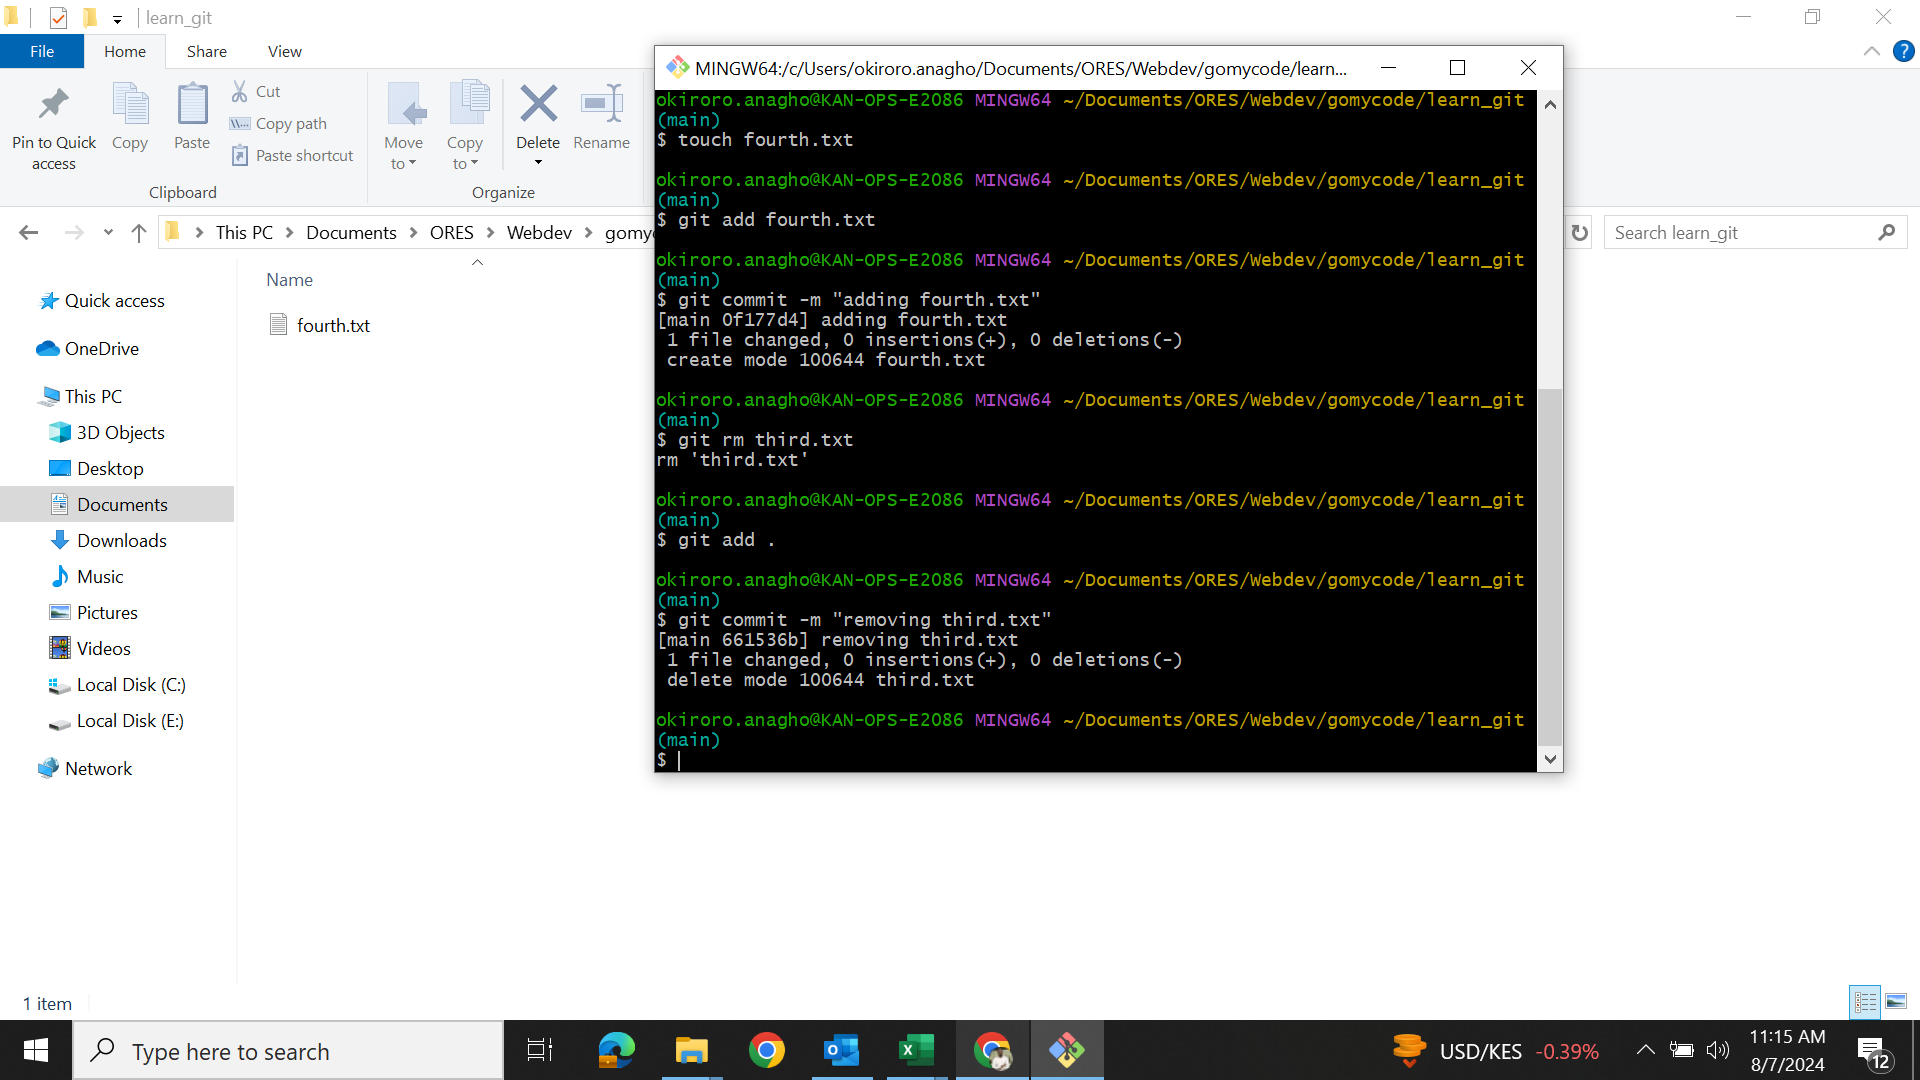 learn_git
File
Home
Share
View
Pin to Quick access
Copy
Paste
Cut
Copy path
Paste shortcut
Clipboard
Move to
Copy to
Delete
Rename
Organize
This PC
Documents
ORES
Webdev
gomyc
Search learn_git
Quick access
OneDrive
This PC
3D Objects
Desktop
Documents
Downloads
Music
Pictures
Videos
Local Disk (C:)
Local Disk (E:)
Network
Name
fourth.txt
1 item
MINGW64:/c/Users/okiroro.anagho/Documents/ORES/Webdev/gomycode/learn...
okiroro.anagho@KAN-OPS-E2086 MINGW64 ~/Documents/ORES/Webdev/gomycode/learn_git
(main)
$ touch fourth.txt
okiroro.anagho@KAN-OPS-E2086 MINGW64 ~/Documents/ORES/Webdev/gomycode/learn_git
(main)
$ git add fourth.txt
okiroro.anagho@KAN-OPS-E2086 MINGW64 ~/Documents/ORES/Webdev/gomycode/learn_git
(main)
$ git commit -m "adding fourth.txt"
[main 0f177d4] adding fourth.txt
1 file changed, 0 insertions(+), 0 deletions(-)
create mode 100644 fourth.txt
okiroro.anagho@KAN-OPS-E2086 MINGW64 ~/Documents/ORES/Webdev/gomycode/learn_git
(main)
$ git rm third.txt
rm 'third.txt'
okiroro.anagho@KAN-OPS-E2086 MINGW64 ~/Documents/ORES/Webdev/gomycode/learn_git
(main)
$ git add .
okiroro.anagho@KAN-OPS-E2086 MINGW64 ~/Documents/ORES/Webdev/gomycode/learn_git
(main)
$ git commit -m "removing third.txt"
[main 661536b] removing third.txt
1 file changed, 0 insertions(+), 0 deletions(-)
delete mode 100644 third.txt
okiroro.anagho@KAN-OPS-E2086 MINGW64 ~/Documents/ORES/Webdev/gomycode/learn_git
(main)
$
Type here to search
USD/KES -0.39%
11:15 AM
8/7/2024
12